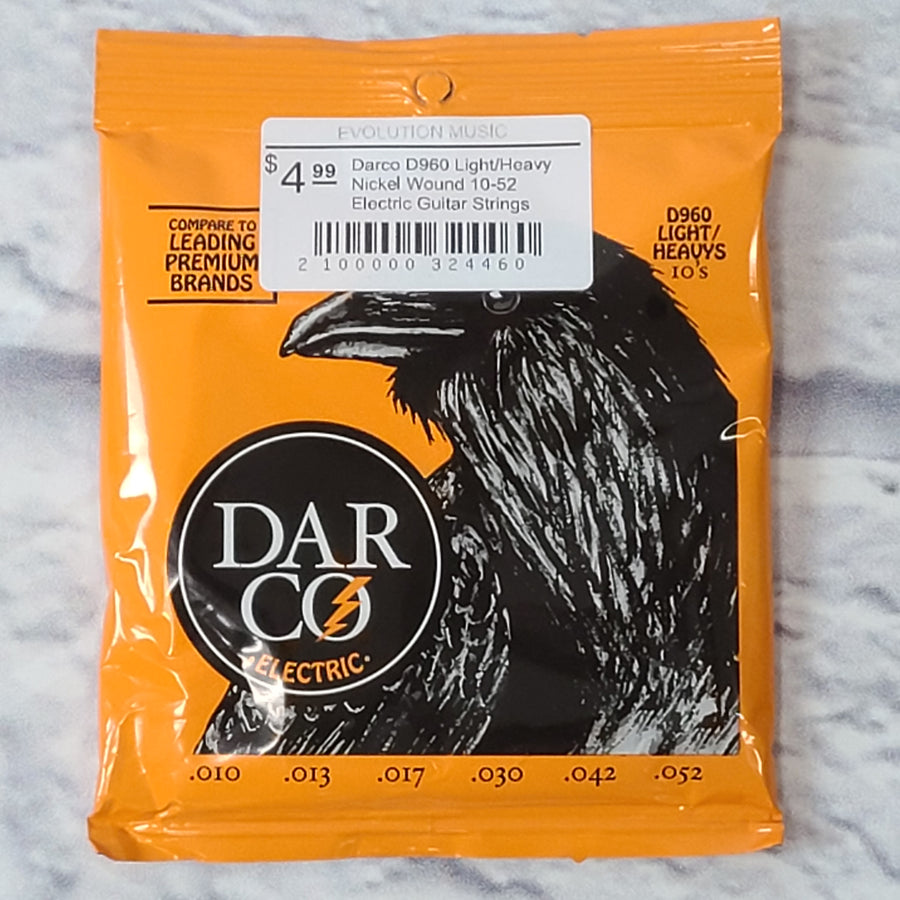 EVOLUTION MUSIC
$4.99 Darco D960 Light/Heavy
Nickel Wound 10-52
Electric Guitar Strings
2 100000 324460
COMPARE TO
LEADING
PREMIUM
BRANDS
D960
LIGHT/
HEAVYS
10's
DAR
CO
•ELECTRIC•
.010 .013 .017 .030 .042 .052